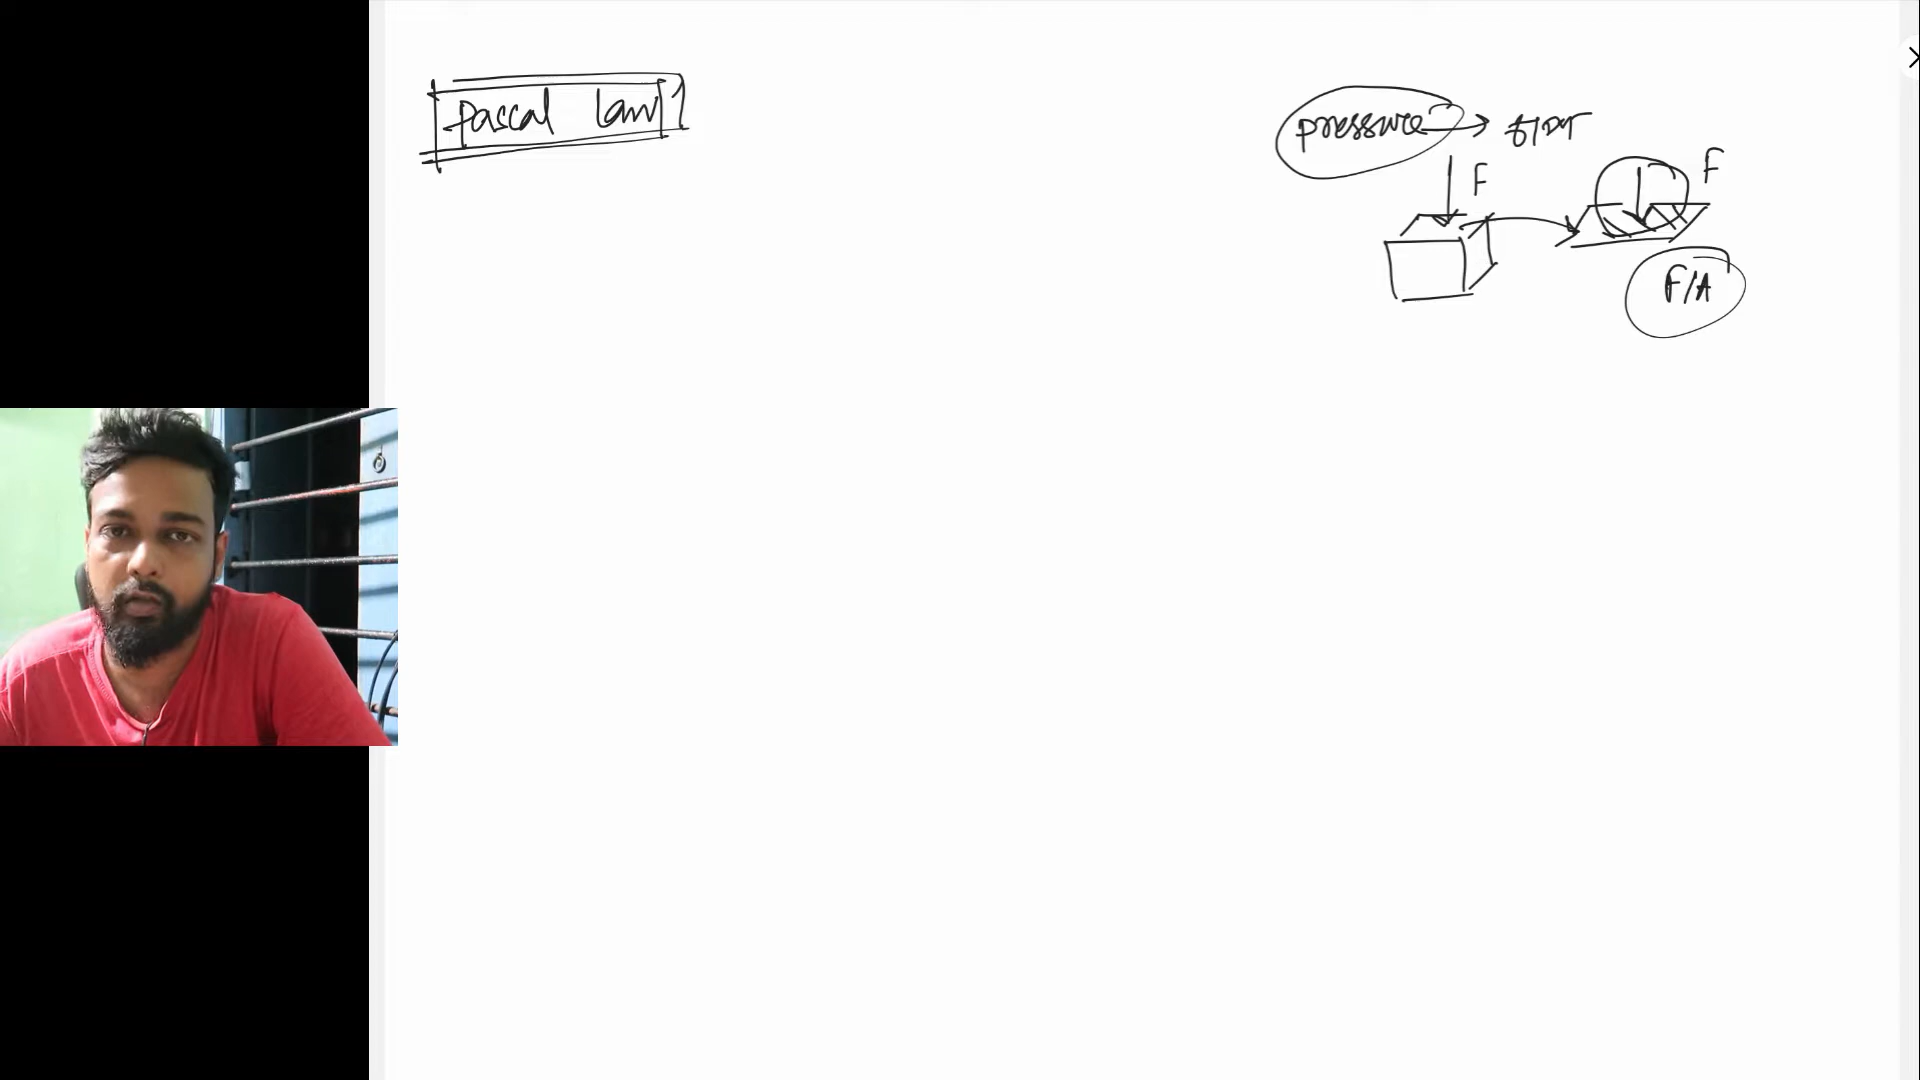 Pascal law
pressure → চাপ
F
F
F/A